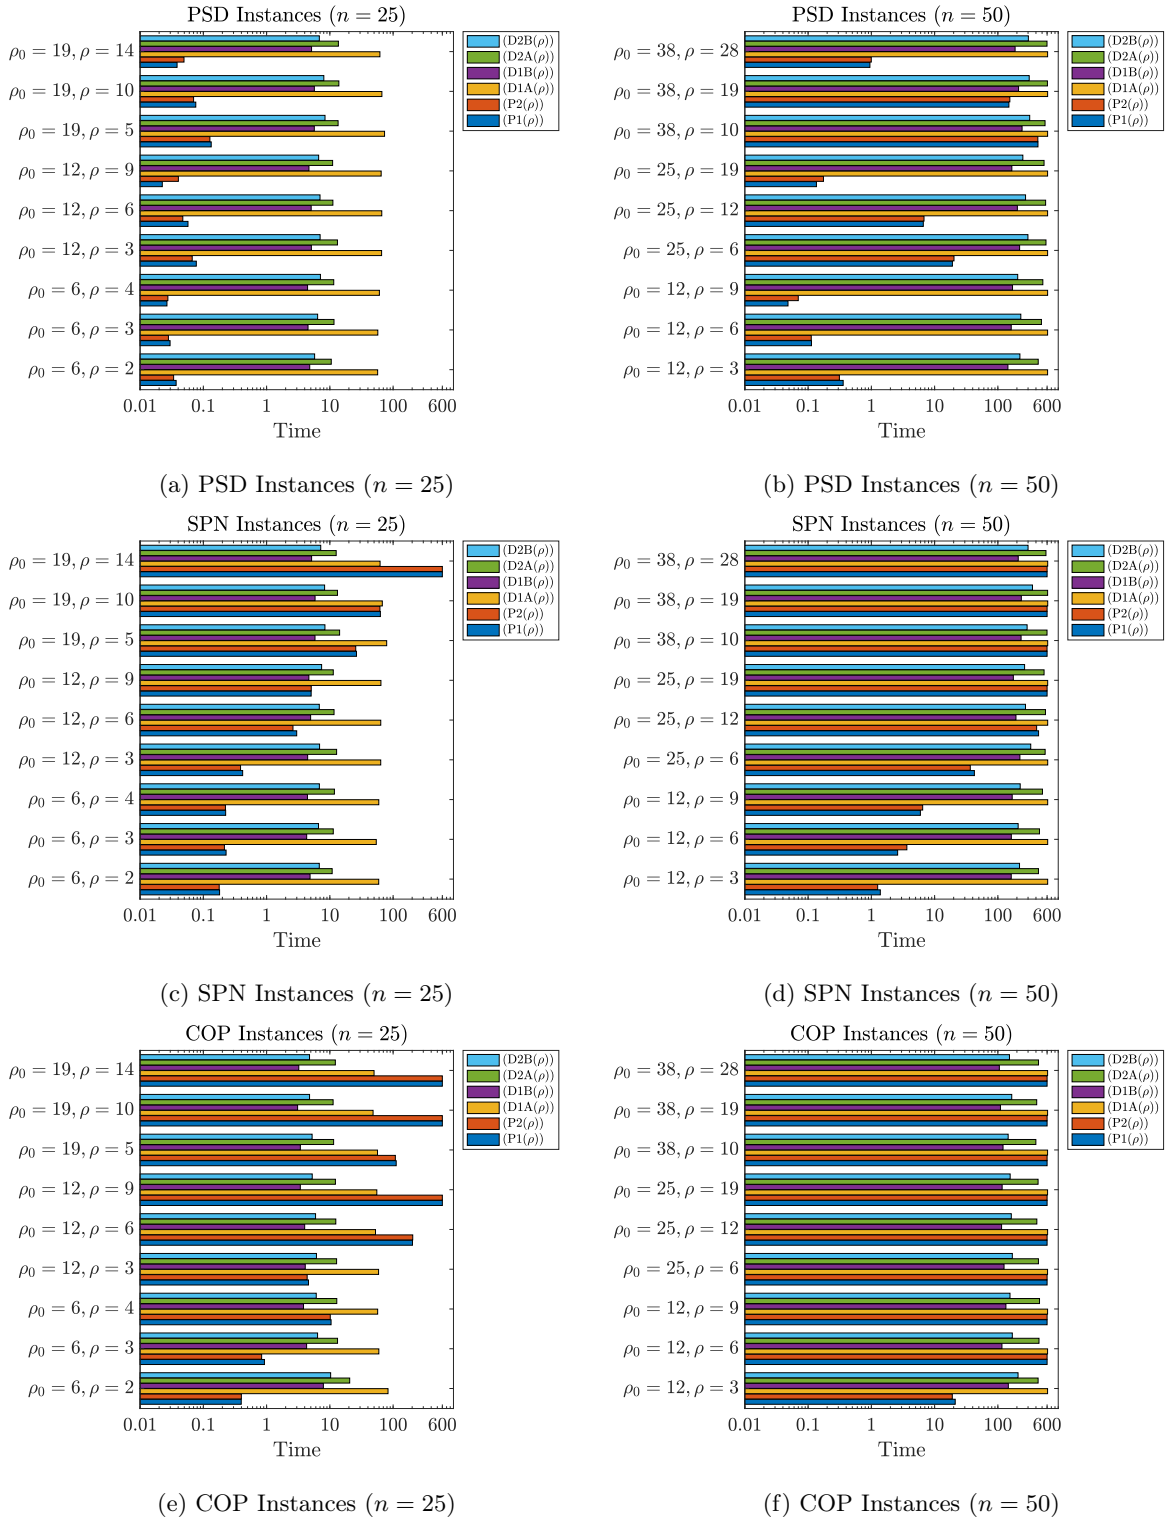 PSD Instances (n = 25)
ρ₀ = 19, ρ = 14
ρ₀ = 19, ρ = 10
ρ₀ = 19, ρ = 5
ρ₀ = 12, ρ = 9
ρ₀ = 12, ρ = 6
ρ₀ = 12, ρ = 3
ρ₀ = 6, ρ = 4
ρ₀ = 6, ρ = 3
ρ₀ = 6, ρ = 2
0.01 0.1 1 10 100 600
Time
(D2B(ρ))
(D2A(ρ))
(D1B(ρ))
(D1A(ρ))
(P2(ρ))
(P1(ρ))
(a) PSD Instances (n = 25)
PSD Instances (n = 50)
ρ₀ = 38, ρ = 28
ρ₀ = 38, ρ = 19
ρ₀ = 38, ρ = 10
ρ₀ = 25, ρ = 19
ρ₀ = 25, ρ = 12
ρ₀ = 25, ρ = 6
ρ₀ = 12, ρ = 9
ρ₀ = 12, ρ = 6
ρ₀ = 12, ρ = 3
0.01 0.1 1 10 100 600
Time
(D2B(ρ))
(D2A(ρ))
(D1B(ρ))
(D1A(ρ))
(P2(ρ))
(P1(ρ))
(b) PSD Instances (n = 50)
SPN Instances (n = 25)
ρ₀ = 19, ρ = 14
ρ₀ = 19, ρ = 10
ρ₀ = 19, ρ = 5
ρ₀ = 12, ρ = 9
ρ₀ = 12, ρ = 6
ρ₀ = 12, ρ = 3
ρ₀ = 6, ρ = 4
ρ₀ = 6, ρ = 3
ρ₀ = 6, ρ = 2
0.01 0.1 1 10 100 600
Time
(D2B(ρ))
(D2A(ρ))
(D1B(ρ))
(D1A(ρ))
(P2(ρ))
(P1(ρ))
(c) SPN Instances (n = 25)
SPN Instances (n = 50)
ρ₀ = 38, ρ = 28
ρ₀ = 38, ρ = 19
ρ₀ = 38, ρ = 10
ρ₀ = 25, ρ = 19
ρ₀ = 25, ρ = 12
ρ₀ = 25, ρ = 6
ρ₀ = 12, ρ = 9
ρ₀ = 12, ρ = 6
ρ₀ = 12, ρ = 3
0.01 0.1 1 10 100 600
Time
(D2B(ρ))
(D2A(ρ))
(D1B(ρ))
(D1A(ρ))
(P2(ρ))
(P1(ρ))
(d) SPN Instances (n = 50)
COP Instances (n = 25)
ρ₀ = 19, ρ = 14
ρ₀ = 19, ρ = 10
ρ₀ = 19, ρ = 5
ρ₀ = 12, ρ = 9
ρ₀ = 12, ρ = 6
ρ₀ = 12, ρ = 3
ρ₀ = 6, ρ = 4
ρ₀ = 6, ρ = 3
ρ₀ = 6, ρ = 2
0.01 0.1 1 10 100 600
Time
(D2B(ρ))
(D2A(ρ))
(D1B(ρ))
(D1A(ρ))
(P2(ρ))
(P1(ρ))
(e) COP Instances (n = 25)
COP Instances (n = 50)
ρ₀ = 38, ρ = 28
ρ₀ = 38, ρ = 19
ρ₀ = 38, ρ = 10
ρ₀ = 25, ρ = 19
ρ₀ = 25, ρ = 12
ρ₀ = 25, ρ = 6
ρ₀ = 12, ρ = 9
ρ₀ = 12, ρ = 6
ρ₀ = 12, ρ = 3
0.01 0.1 1 10 100 600
Time
(D2B(ρ))
(D2A(ρ))
(D1B(ρ))
(D1A(ρ))
(P2(ρ))
(P1(ρ))
(f) COP Instances (n = 50)